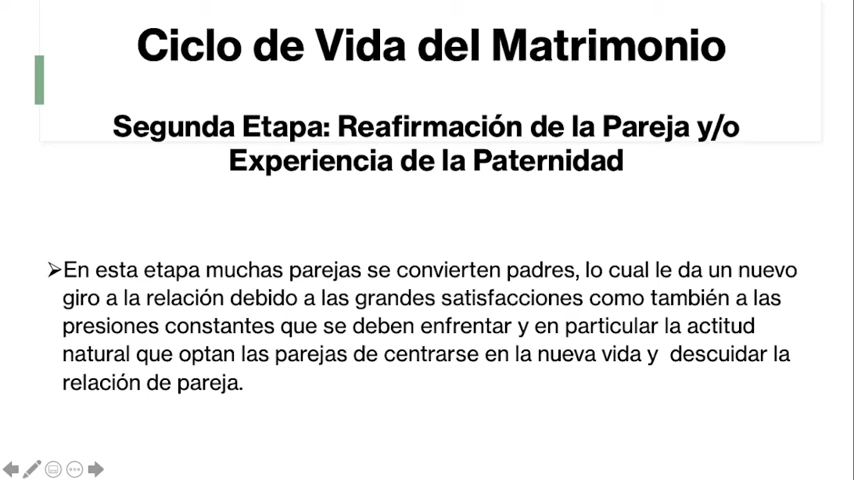 Ciclo de Vida del Matrimonio
Segunda Etapa: Reafirmación de la Pareja y/o
Experiencia de la Paternidad
➢En esta etapa muchas parejas se convierten padres, lo cual le da un nuevo
giro a la relación debido a las grandes satisfacciones como también a las
presiones constantes que se deben enfrentar y en particular la actitud
natural que optan las parejas de centrarse en la nueva vida y descuidar la
relación de pareja.